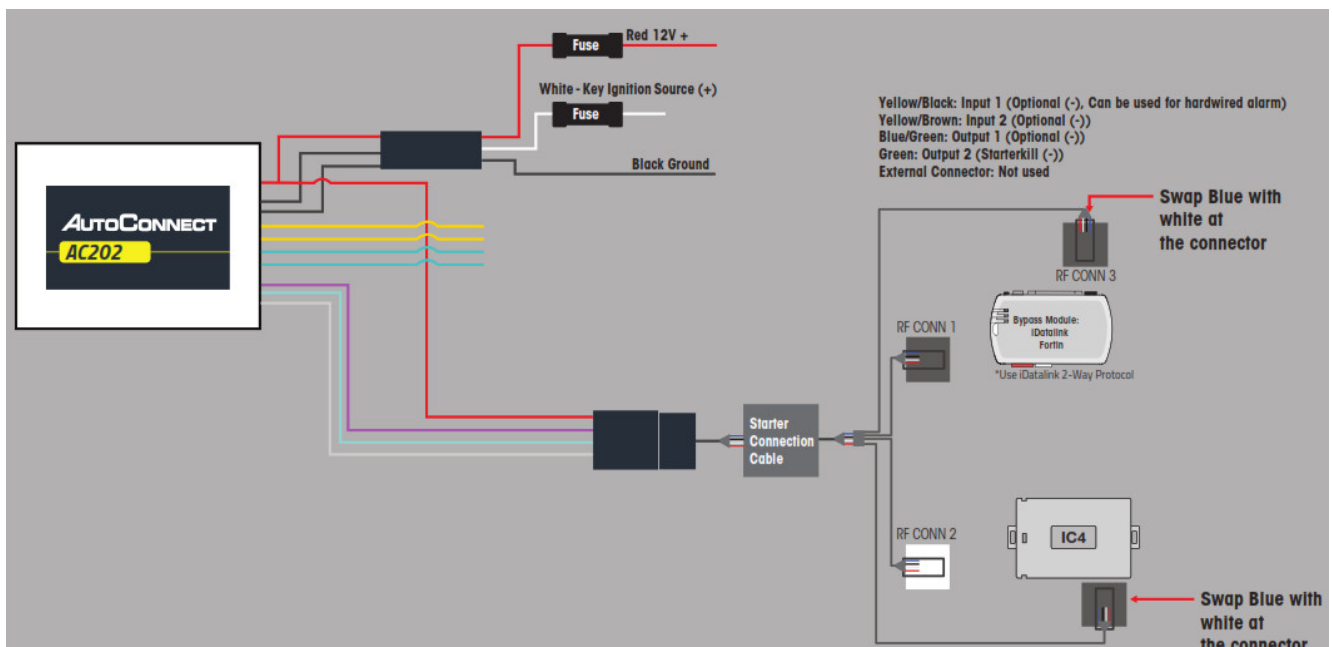 Fuse
Red 12V +
White - Key Ignition Source (+)
Fuse
Black Ground
AUTOCONNECT
AC202
Yellow/Black: Input 1 (Optional (-), Can be used for hardwired alarm)
Yellow/Brown: Input 2 (Optional (-))
Blue/Green: Output 1 (Optional (-))
Green: Output 2 (Starterkill (-))
External Connector: Not used
Swap Blue with
white at
the connector
RF CONN 3
RF CONN 1
Bypass Module:
iDatalink
Fortin
*Use iDatalink 2-Way Protocol
Starter
Connection
Cable
RF CONN 2
IC4
Swap Blue with
white at
the connector